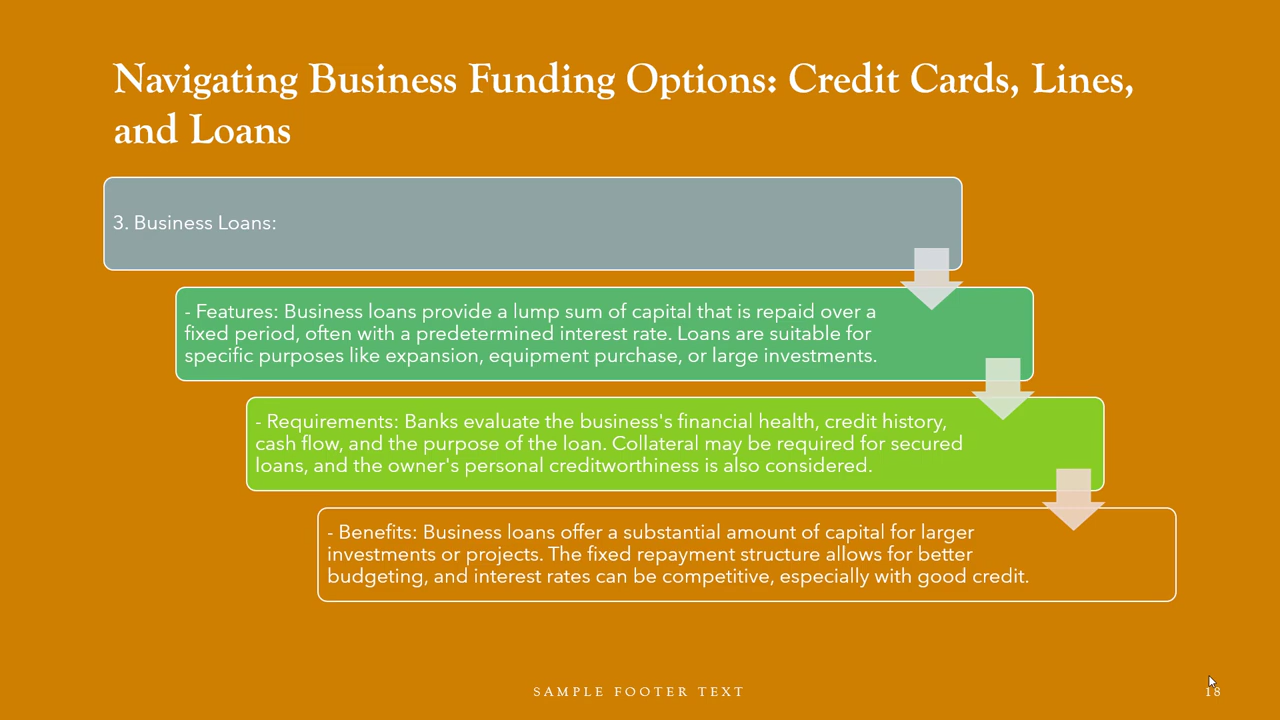 Navigating Business Funding Options: Credit Cards, Lines,
and Loans
3. Business Loans:
- Features: Business loans provide a lump sum of capital that is repaid over a
fixed period, often with a predetermined interest rate. Loans are suitable for
specific purposes like expansion, equipment purchase, or large investments.
- Requirements: Banks evaluate the business's financial health, credit history,
cash flow, and the purpose of the loan. Collateral may be required for secured
loans, and the owner's personal creditworthiness is also considered.
- Benefits: Business loans offer a substantial amount of capital for larger
investments or projects. The fixed repayment structure allows for better
budgeting, and interest rates can be competitive, especially with good credit.
SAMPLE FOOTER TEXT
18